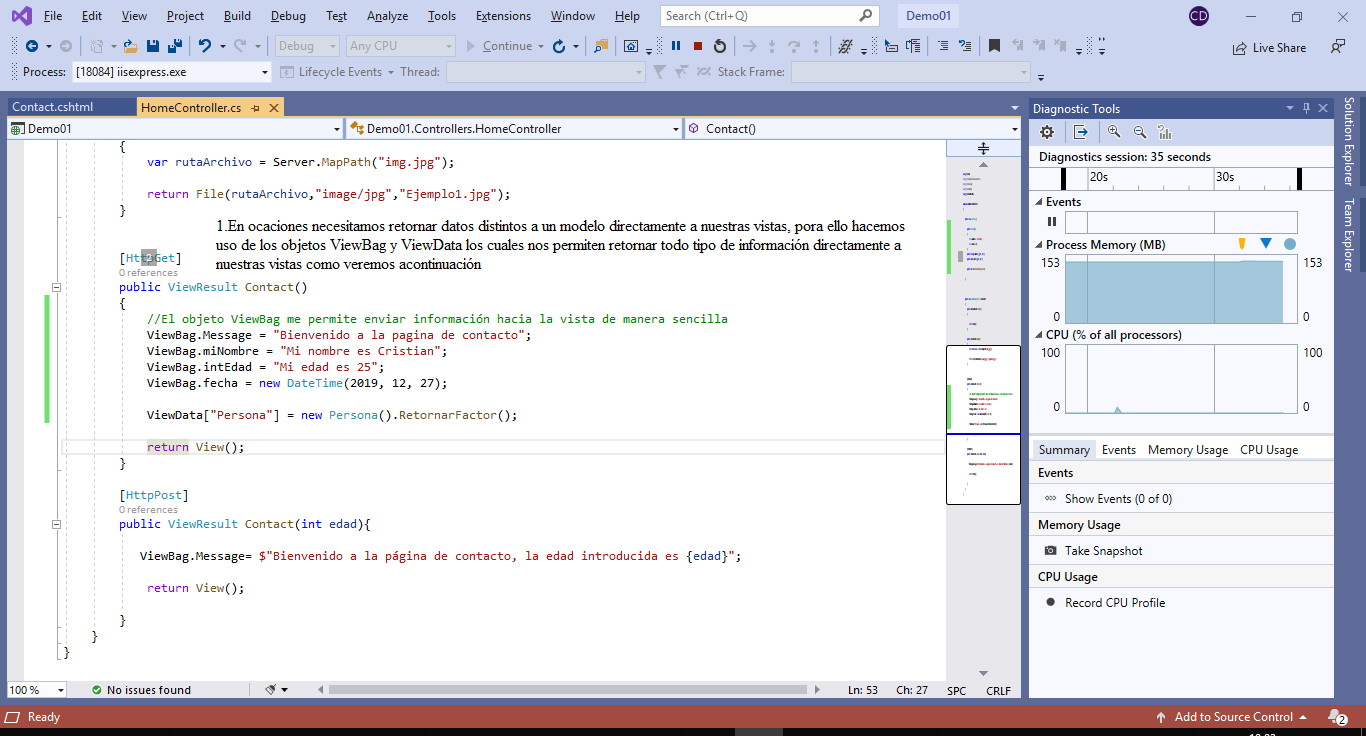 File Edit View Project Build Debug Test Analyze Tools Extensions Window Help Search (Ctrl+Q) Demo01 CD
Debug Any CPU Continue Live Share
Process: [18084] iisexpress.exe Lifecycle Events Thread: Stack Frame:
Contact.cshtml HomeController.cs
Demo01 Demo01.Controllers.HomeController Contact()
{
var rutaArchivo = Server.MapPath("img.jpg");
return File(rutaArchivo,"image/jpg","Ejemplo1.jpg");
}
1.En ocaciones necesitamos retornar datos distintos a un modelo directamente a nuestras vistas, pora ello hacemos
uso de los objetos ViewBag y ViewData los cuales nos permiten retornar todo tipo de información directamente a
nuestras vistas como veremos acontinuación
[HttpGet]
2
0 references
public ViewResult Contact()
{
//El objeto ViewBag me permite enviar información hacia la vista de manera sencilla
ViewBag.Message = "Bienvenido a la pagina de contacto";
ViewBag.miNombre = "Mi nombre es Cristian";
ViewBag.intEdad = "Mi edad es 25";
ViewBag.fecha = new DateTime(2019, 12, 27);
ViewData["Persona"] = new Persona().RetornarFactor();
return View();
}
[HttpPost]
0 references
public ViewResult Contact(int edad){
ViewBag.Message= $"Bienvenido a la página de contacto, la edad introducida es {edad}";
return View();
}
}
}
100 % No issues found Ln: 53 Ch: 27 SPC CRLF
Diagnostic Tools
Diagnostics session: 35 seconds
20s 30s
Events
Process Memory (MB)
153 153
0 0
CPU (% of all processors)
100 100
0 0
Summary Events Memory Usage CPU Usage
Events
Show Events (0 of 0)
Memory Usage
Take Snapshot
CPU Usage
Record CPU Profile
Solution Explorer
Team Explorer
Ready Add to Source Control 2